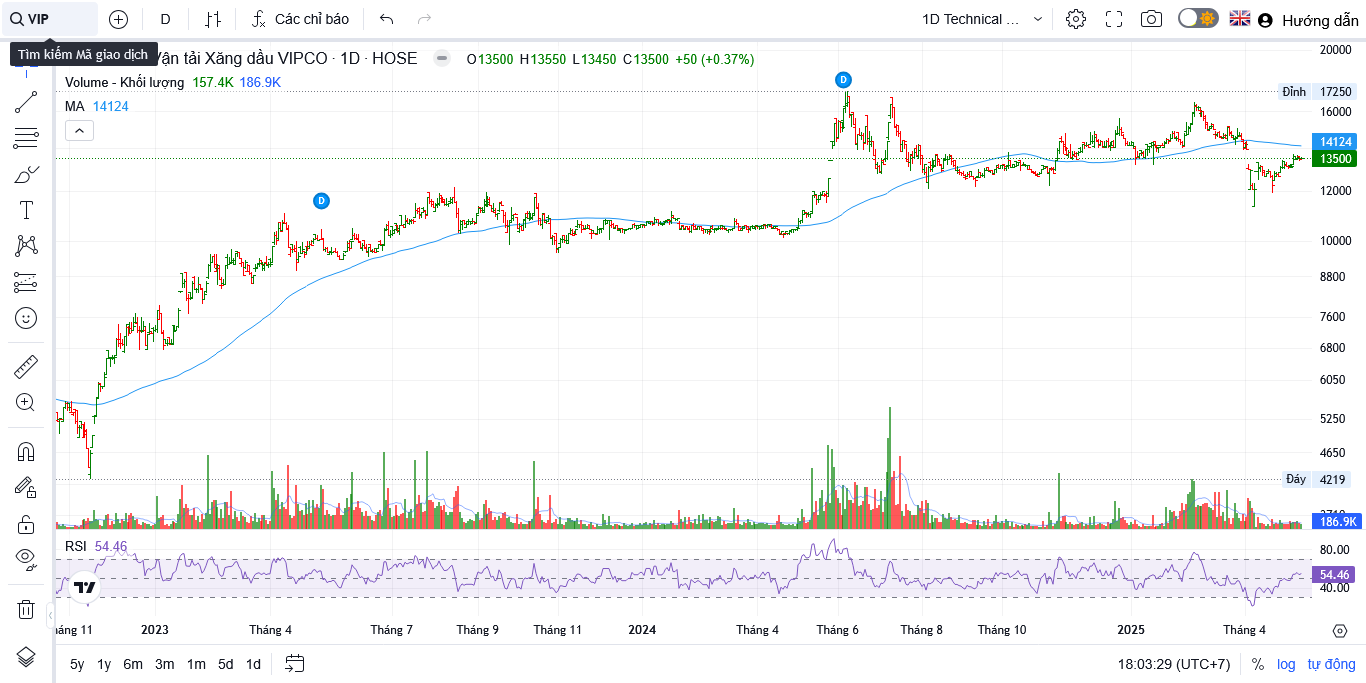 VIP
D
Các chỉ báo
1D Technical ...
Hướng dẫn
Tìm kiếm Mã giao dịch
Vận tải Xăng dầu VIPCO · 1D · HOSE
O13500 H13550 L13450 C13500 +50 (+0.37%)
Volume - Khối lượng 157.4K 186.9K
MA 14124
D
D
20000
Đỉnh 17250
16000
14124
13500
12000
10000
8800
7600
6800
6050
5250
4650
Đáy 4219
186.9K
RSI 54.46
80.00
54.46
40.00
áng 11 2023 Tháng 4 Tháng 7 Tháng 9 Tháng 11 2024 Tháng 4 Tháng 6 Tháng 8 Tháng 10 2025 Tháng 4
5y 1y 6m 3m 1m 5d 1d
18:03:29 (UTC+7) % log tự động